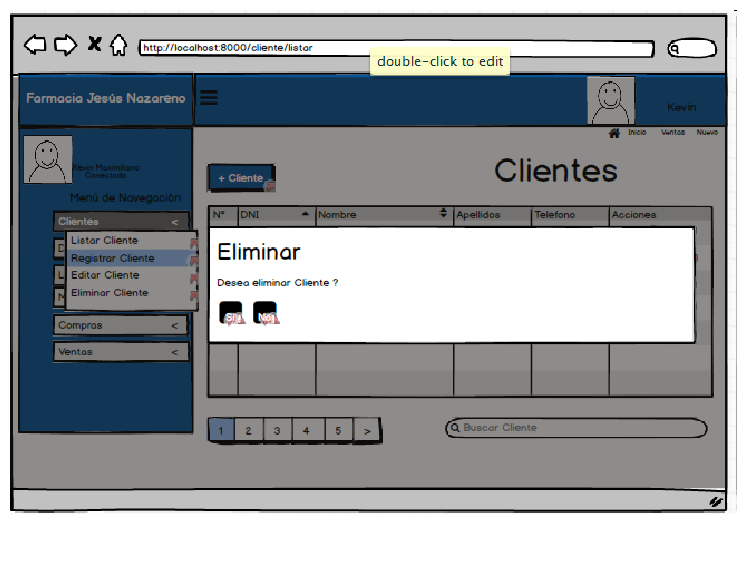 http://localhost:8000/cliente/listar
double-click to edit
Farmacia Jesús Nazareno
Kevin
Inicio Ventas Nuevo
Kevin Maximiliano
Conectado
Menú de Navegación
Clientes <
Listar Cliente
Registrar Cliente
Editar Cliente
Eliminar Cliente
D
L
N
Compras <
Ventas <
+ Cliente
Clientes
N° DNI Nombre Apellidos Telefono Acciones
Eliminar
Desea eliminar Cliente ?
Si No
1 2 3 4 5 >
Buscar Cliente